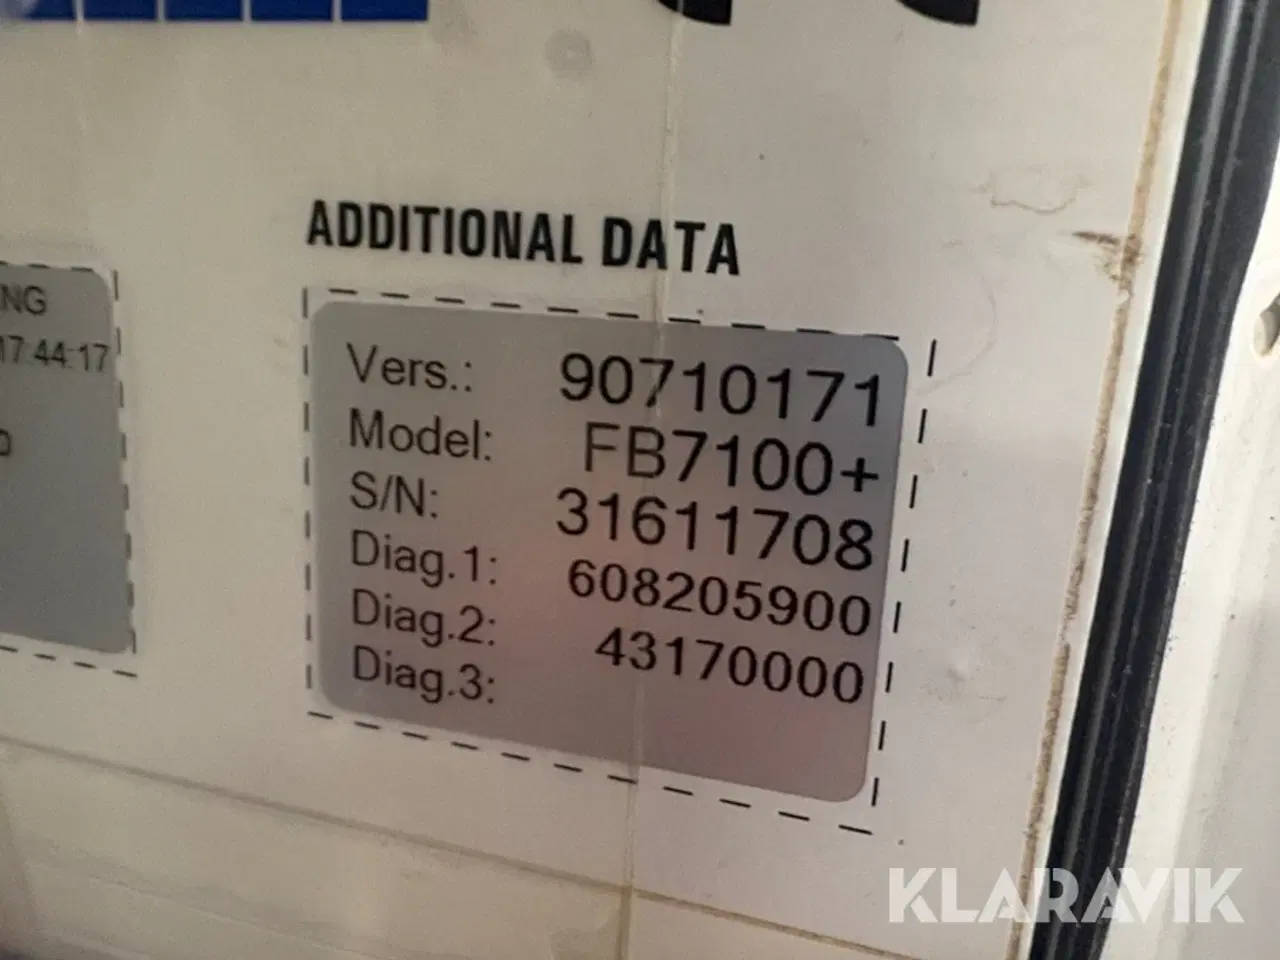 ADDITIONAL DATA
NG
17:44:17
Vers.: 90710171
Model: FB7100+
S/N: 31611708
Diag.1: 608205900
Diag.2: 43170000
Diag.3:
KLARAVIK